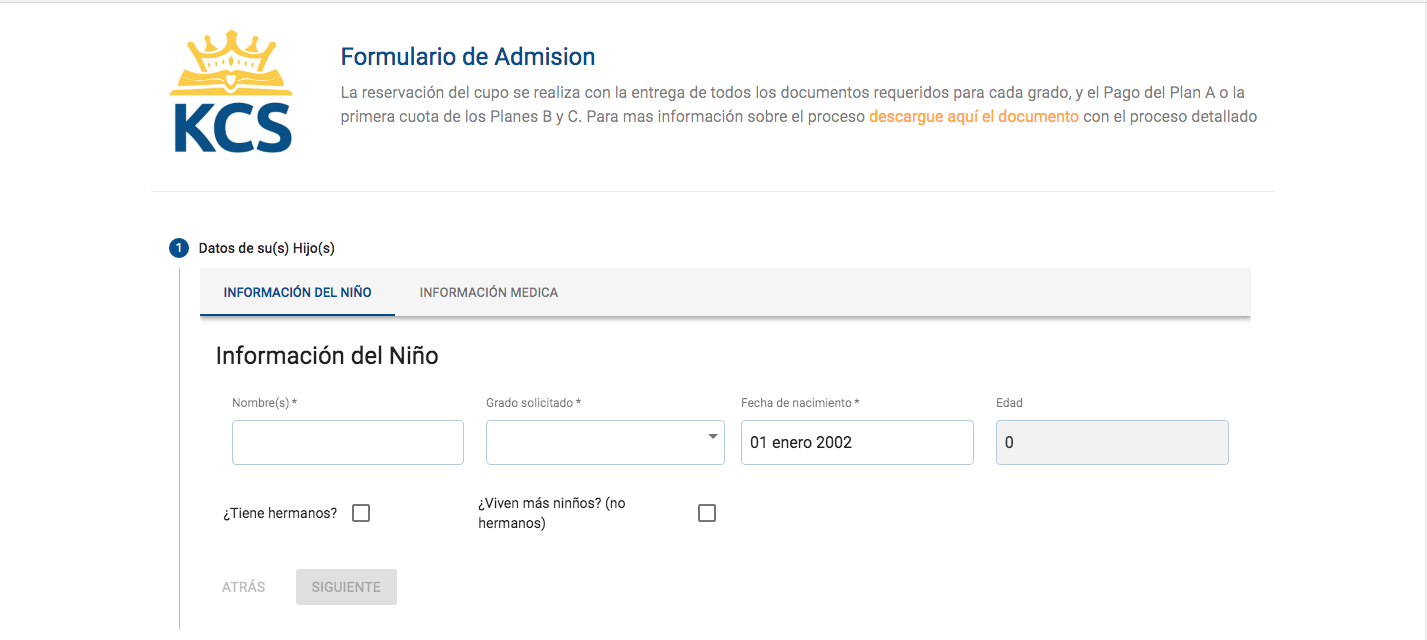 KCS
Formulario de Admision
La reservación del cupo se realiza con la entrega de todos los documentos requeridos para cada grado, y el Pago del Plan A o la
primera cuota de los Planes B y C. Para mas información sobre el proceso descargue aquí el documento con el proceso detallado
1 Datos de su(s) Hijo(s)
INFORMACIÓN DEL NIÑO INFORMACIÓN MEDICA
Información del Niño
Nombre(s) * Grado solicitado * Fecha de nacimiento * Edad
01 enero 2002 0
¿Tiene hermanos? ¿Viven más ninños? (no
hermanos)
ATRÁS SIGUIENTE